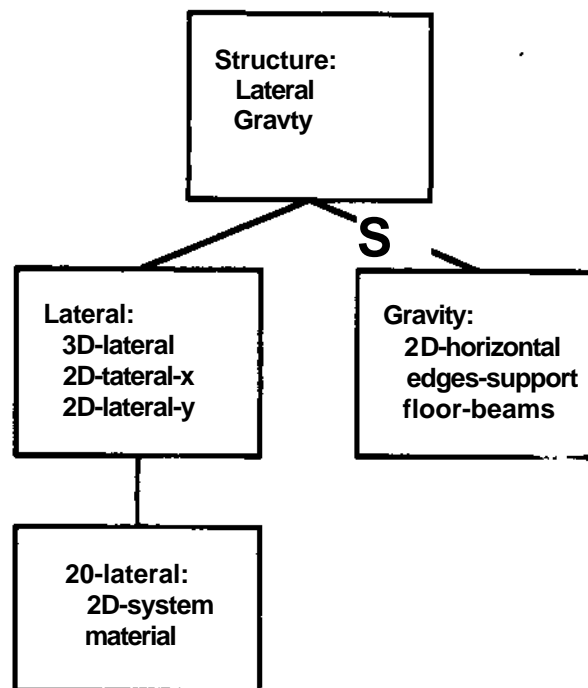 Structure:
Lateral
Gravty
S
Lateral:
3D-lateral
2D-tateral-x
2D-lateral-y
Gravity:
2D-horizontal
edges-support
floor-beams
20-lateral:
2D-system
material